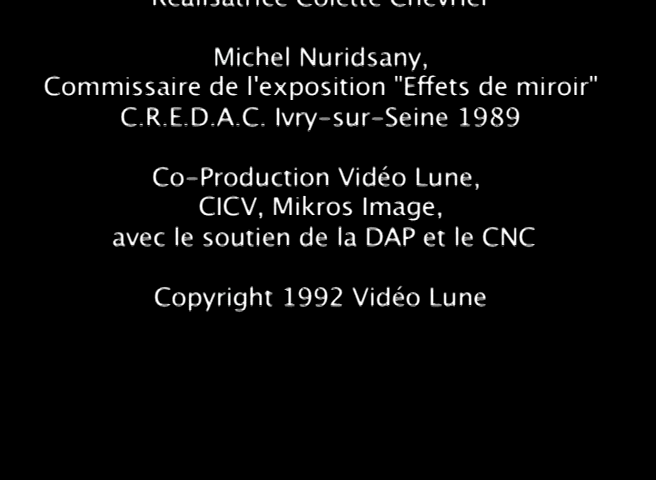 Réalisatrice Colette Chevrier
Michel Nuridsany,
Commissaire de l'exposition "Effets de miroir"
C.R.E.D.A.C. Ivry-sur-Seine 1989
Co-Production Vidéo Lune,
CICV, Mikros Image,
avec le soutien de la DAP et le CNC
Copyright 1992 Vidéo Lune